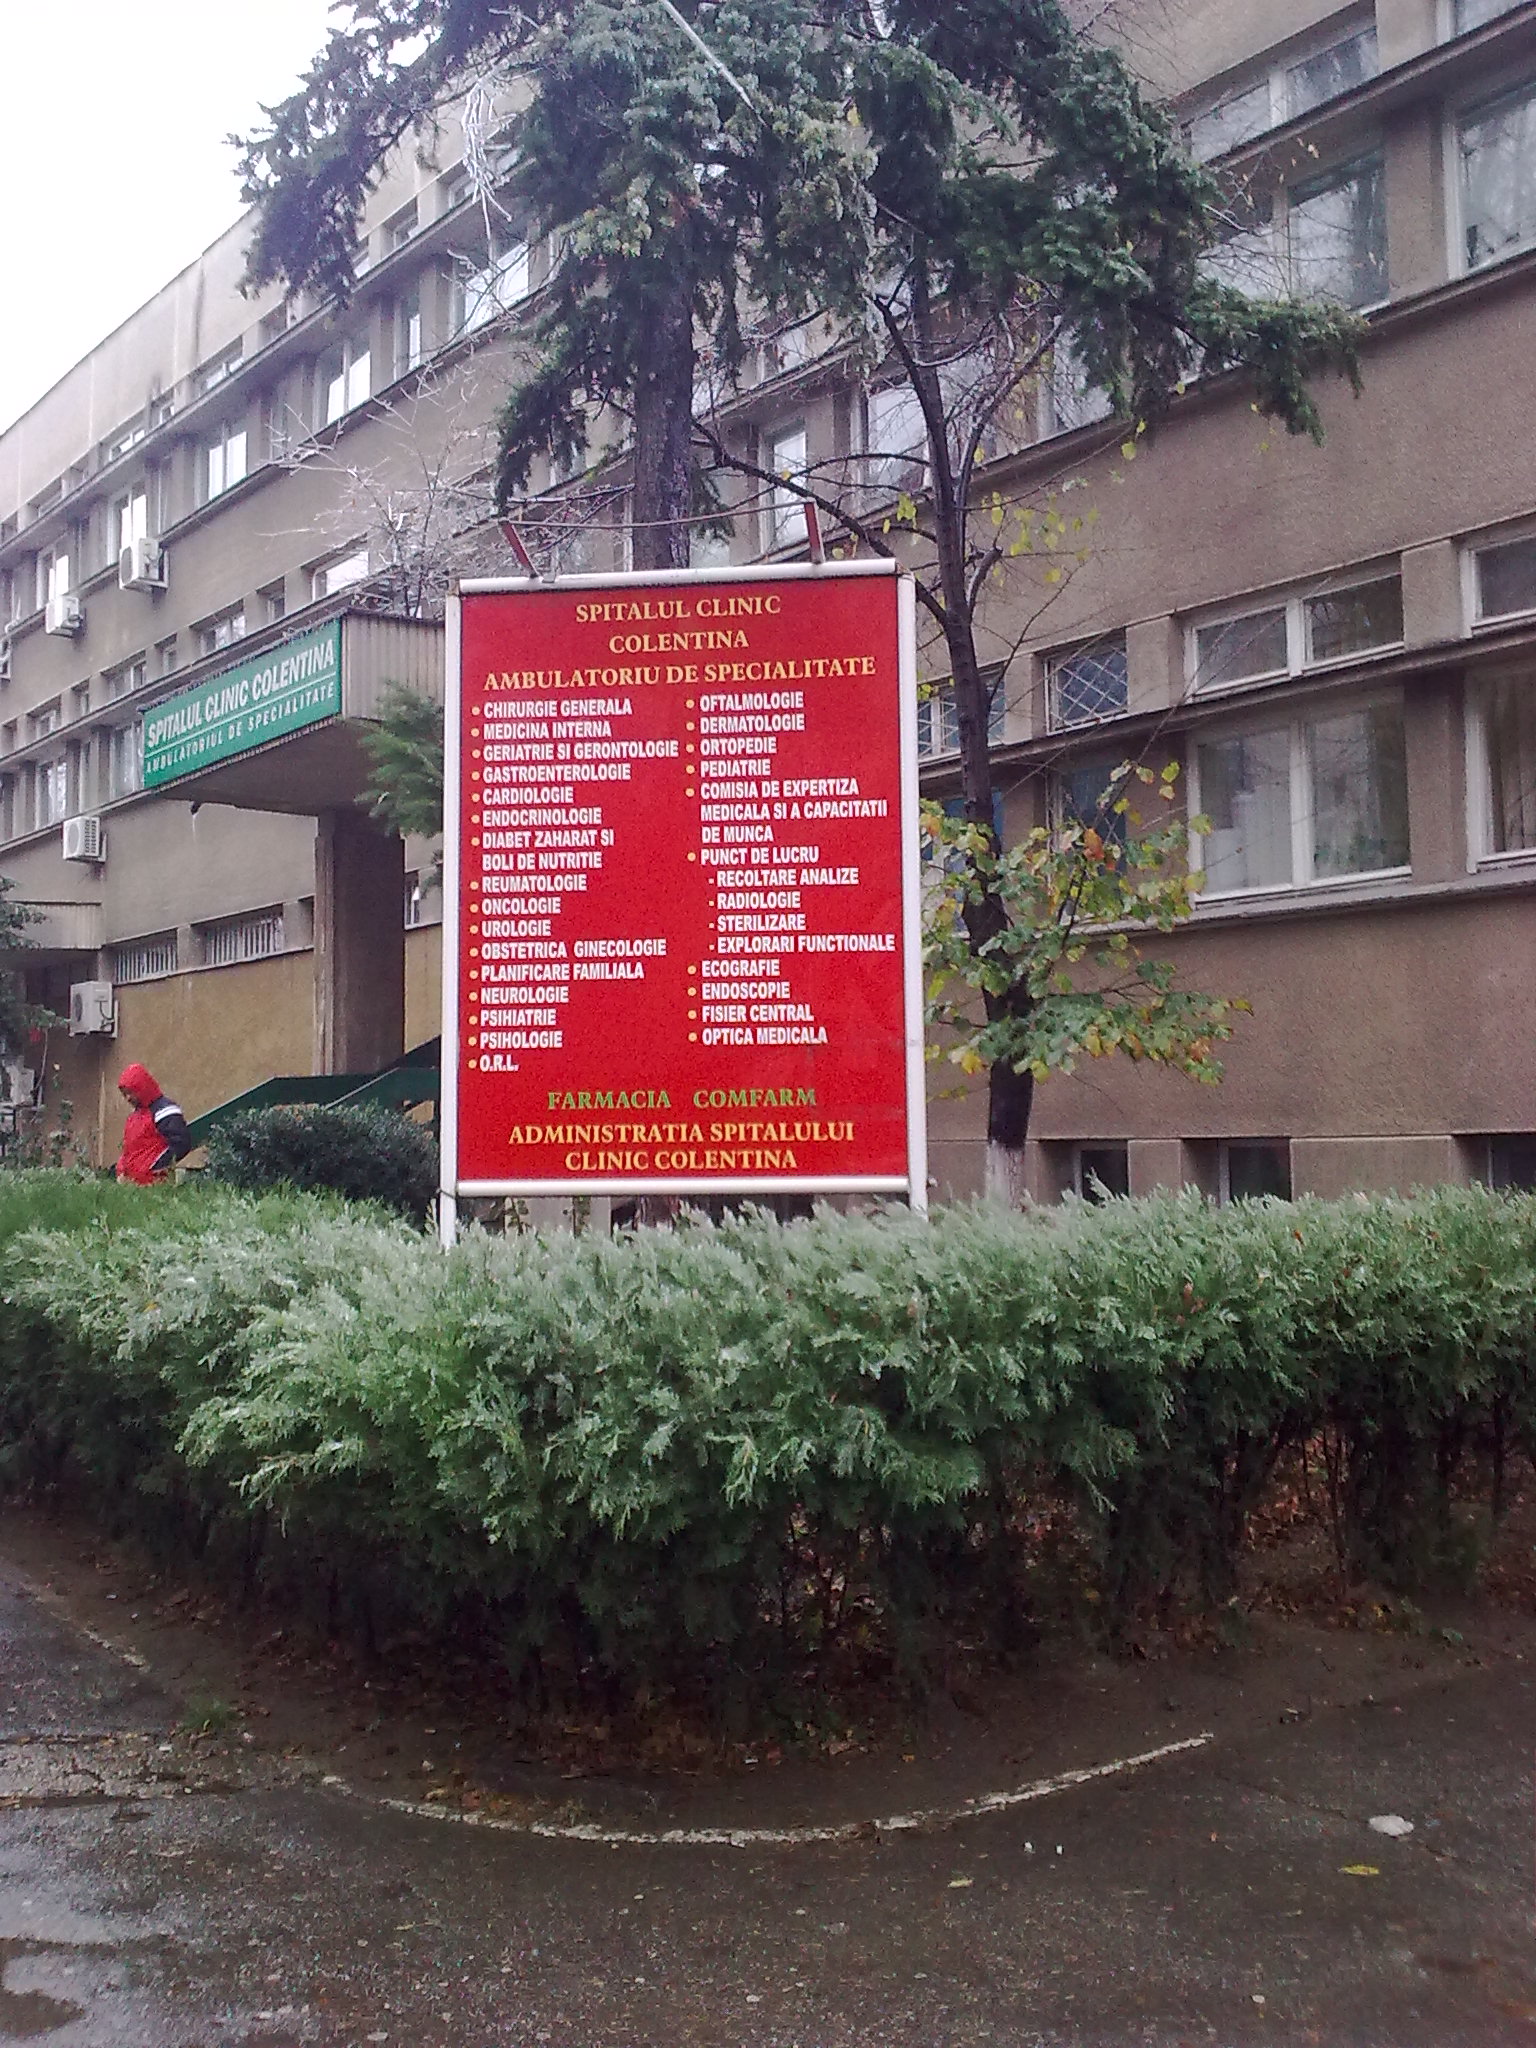 SPITALUL CLINIC COLENTINA
AMBULATORIUL DE SPECIALITATE
SPITALUL CLINIC
COLENTINA
AMBULATORIU DE SPECIALITATE
• CHIRURGIE GENERALA
• MEDICINA INTERNA
• GERIATRIE SI GERONTOLOGIE
• GASTROENTEROLOGIE
• CARDIOLOGIE
• ENDOCRINOLOGIE
• DIABET ZAHARAT SI
BOLI DE NUTRITIE
• REUMATOLOGIE
• ONCOLOGIE
• UROLOGIE
• OBSTETRICA GINECOLOGIE
• PLANIFICARE FAMILIALA
• NEUROLOGIE
• PSIHIATRIE
• PSIHOLOGIE
• O.R.L.
• OFTALMOLOGIE
• DERMATOLOGIE
• ORTOPEDIE
• PEDIATRIE
• COMISIA DE EXPERTIZA
MEDICALA SI A CAPACITATII
DE MUNCA
• PUNCT DE LUCRU
- RECOLTARE ANALIZE
- RADIOLOGIE
- STERILIZARE
- EXPLORARI FUNCTIONALE
• ECOGRAFIE
• ENDOSCOPIE
• FISIER CENTRAL
• OPTICA MEDICALA
FARMACIA COMFARM
ADMINISTRATIA SPITALULUI
CLINIC COLENTINA